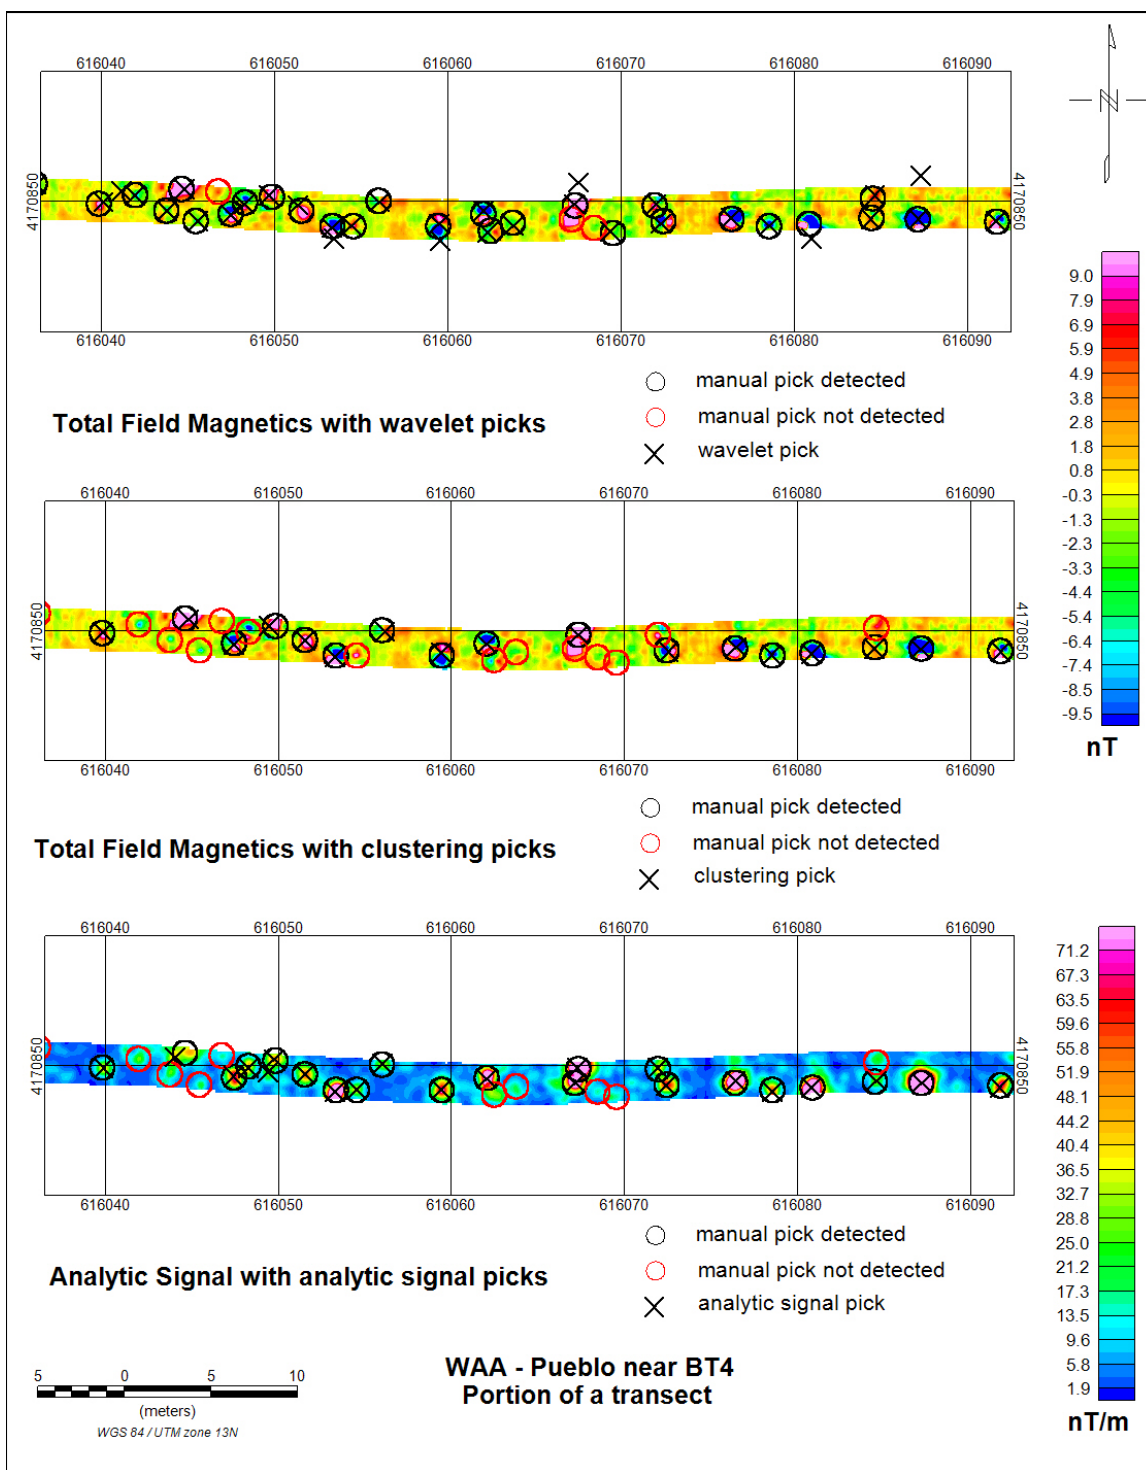 616040 616050 616060 616070 616080 616090
4170850 4170850
616040 616050 616060 616070 616080 616090
N
manual pick detected
manual pick not detected
wavelet pick
Total Field Magnetics with wavelet picks
9.0
7.9
6.9
5.9
4.9
3.8
2.8
1.8
0.8
-0.3
-1.3
-2.3
-3.3
-4.4
-5.4
-6.4
-7.4
-8.5
-9.5
nT
616040 616050 616060 616070 616080 616090
4170850 4170850
616040 616050 616060 616070 616080 616090
manual pick detected
manual pick not detected
clustering pick
Total Field Magnetics with clustering picks
616040 616050 616060 616070 616080 616090
4170850 4170850
616040 616050 616060 616070 616080 616090
manual pick detected
manual pick not detected
analytic signal pick
Analytic Signal with analytic signal picks
71.2
67.3
63.5
59.6
55.8
51.9
48.1
44.2
40.4
36.5
32.7
28.8
25.0
21.2
17.3
13.5
9.6
5.8
1.9
nT/m
WAA - Pueblo near BT4
Portion of a transect
5 0 5 10
(meters)
WGS 84 / UTM zone 13N